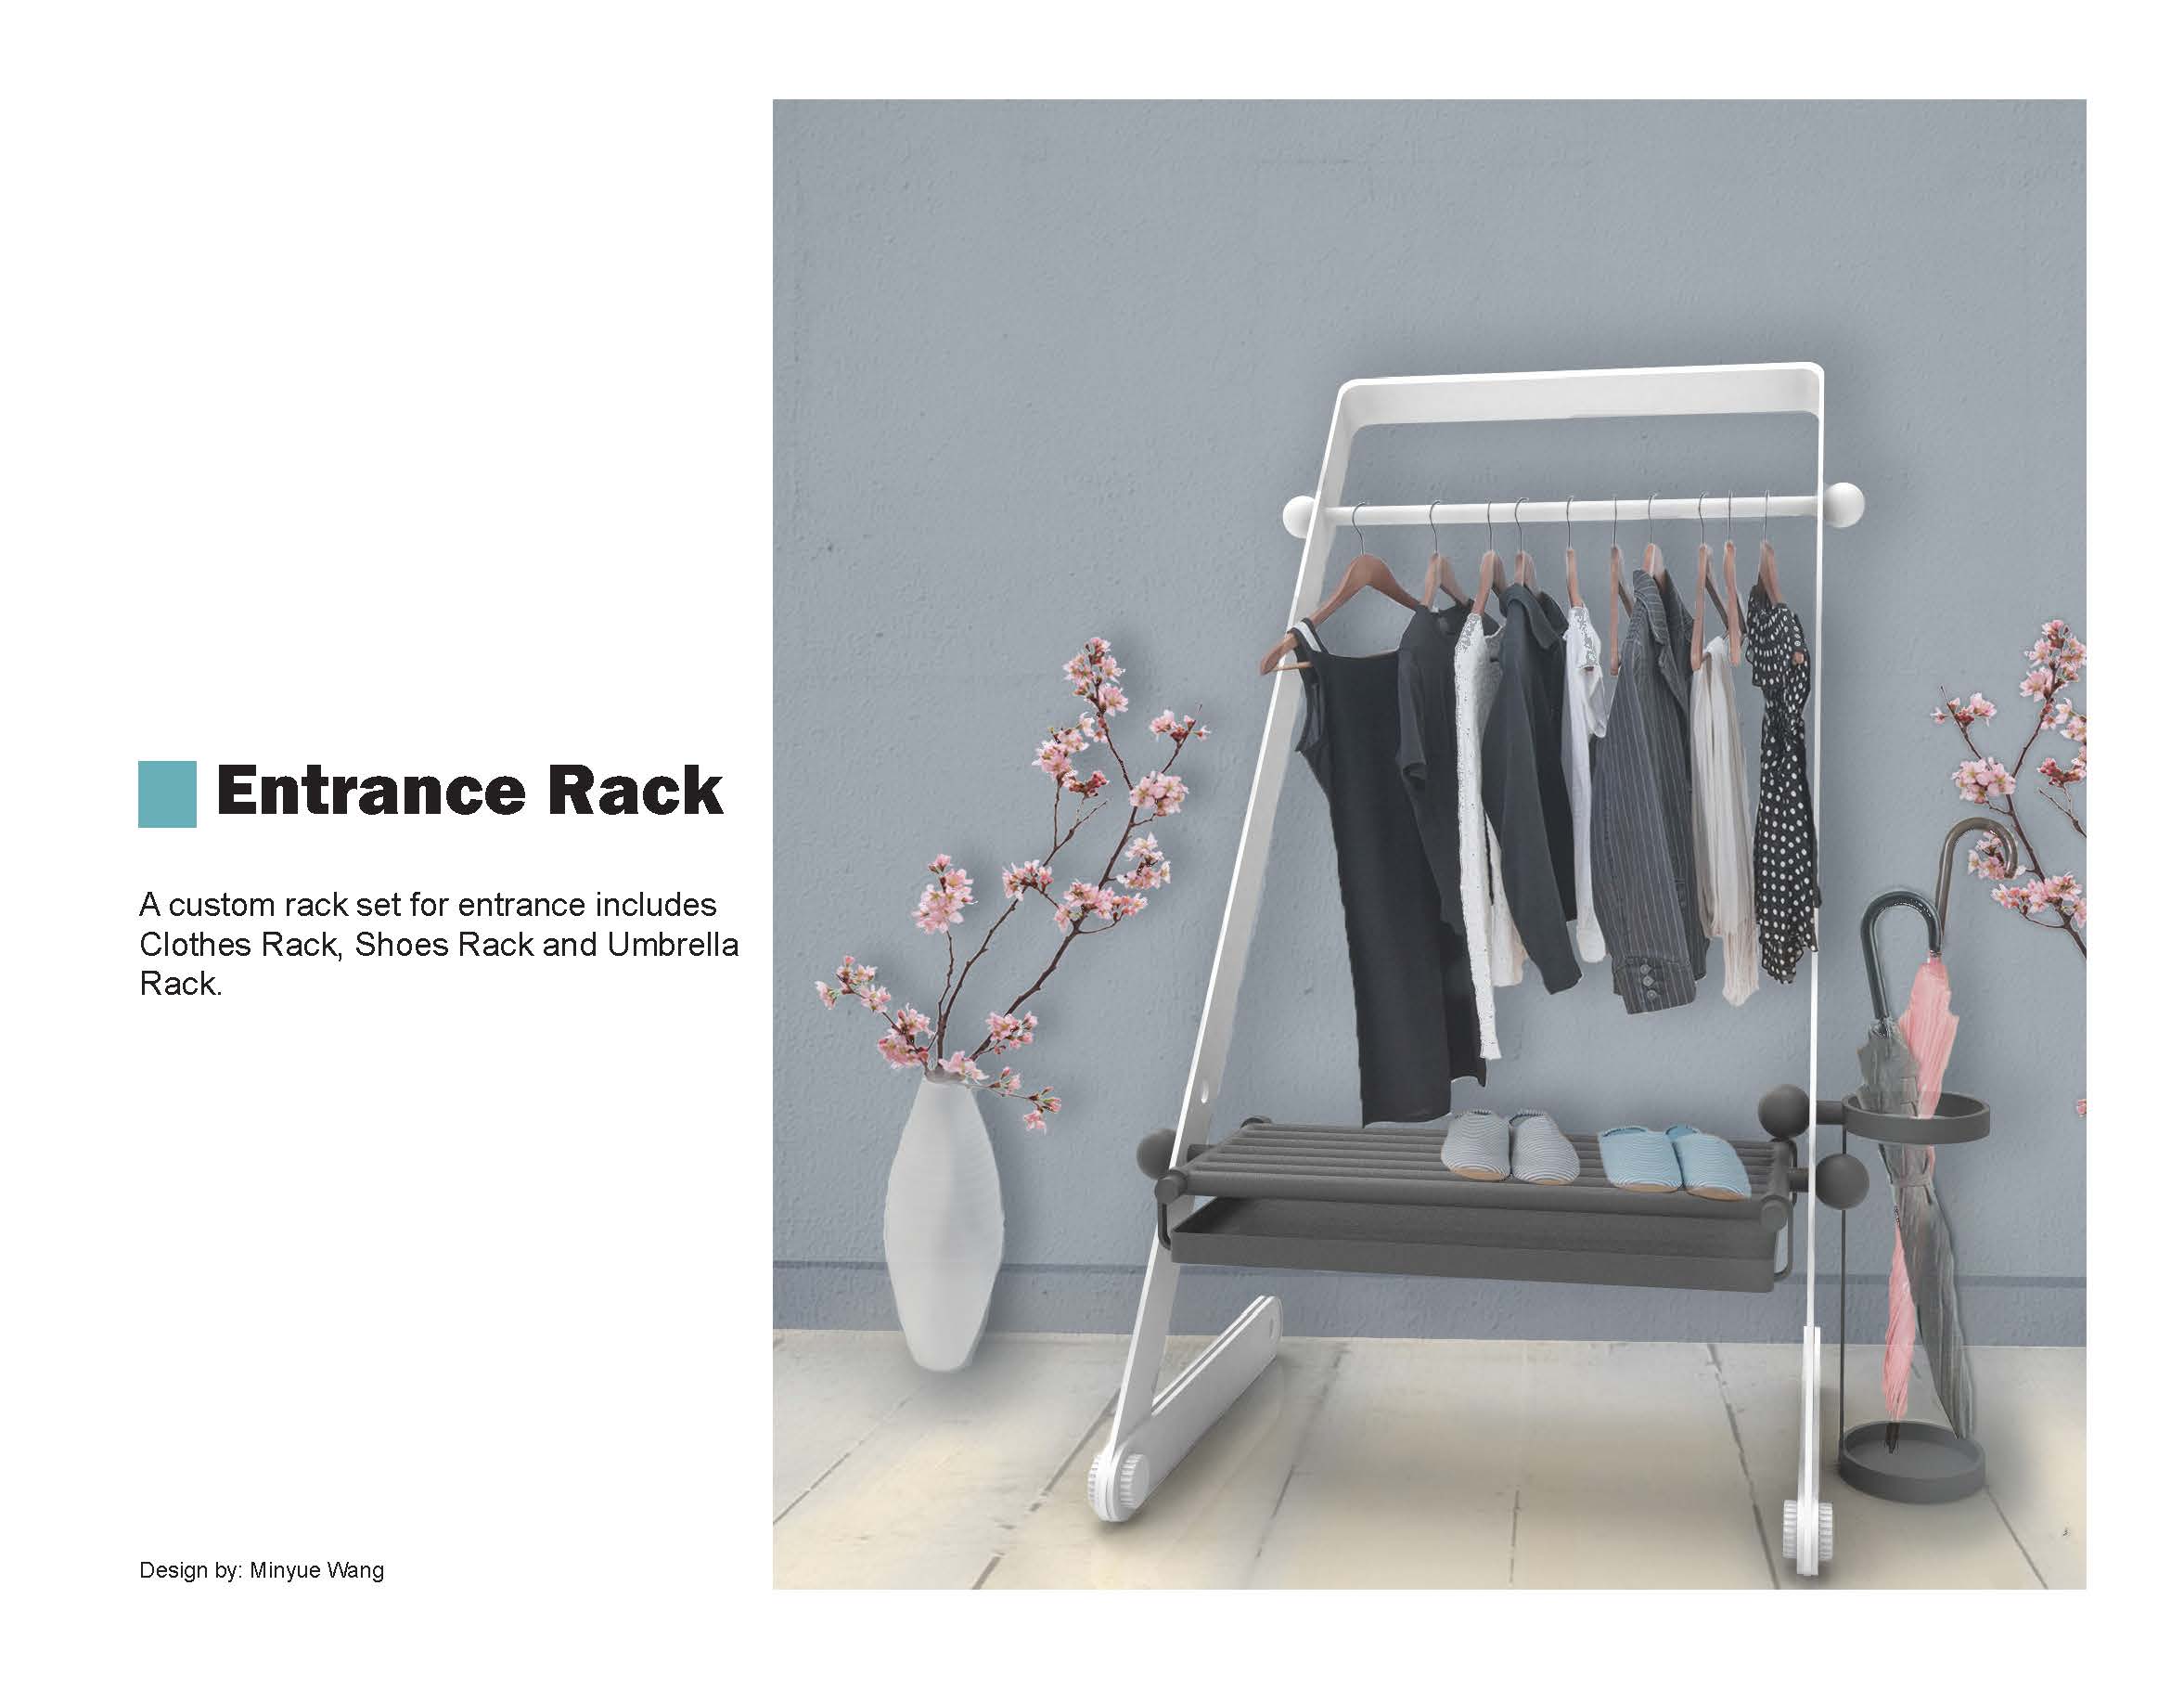 Entrance Rack
A custom rack set for entrance includes
Clothes Rack, Shoes Rack and Umbrella
Rack.
Design by: Minyue Wang